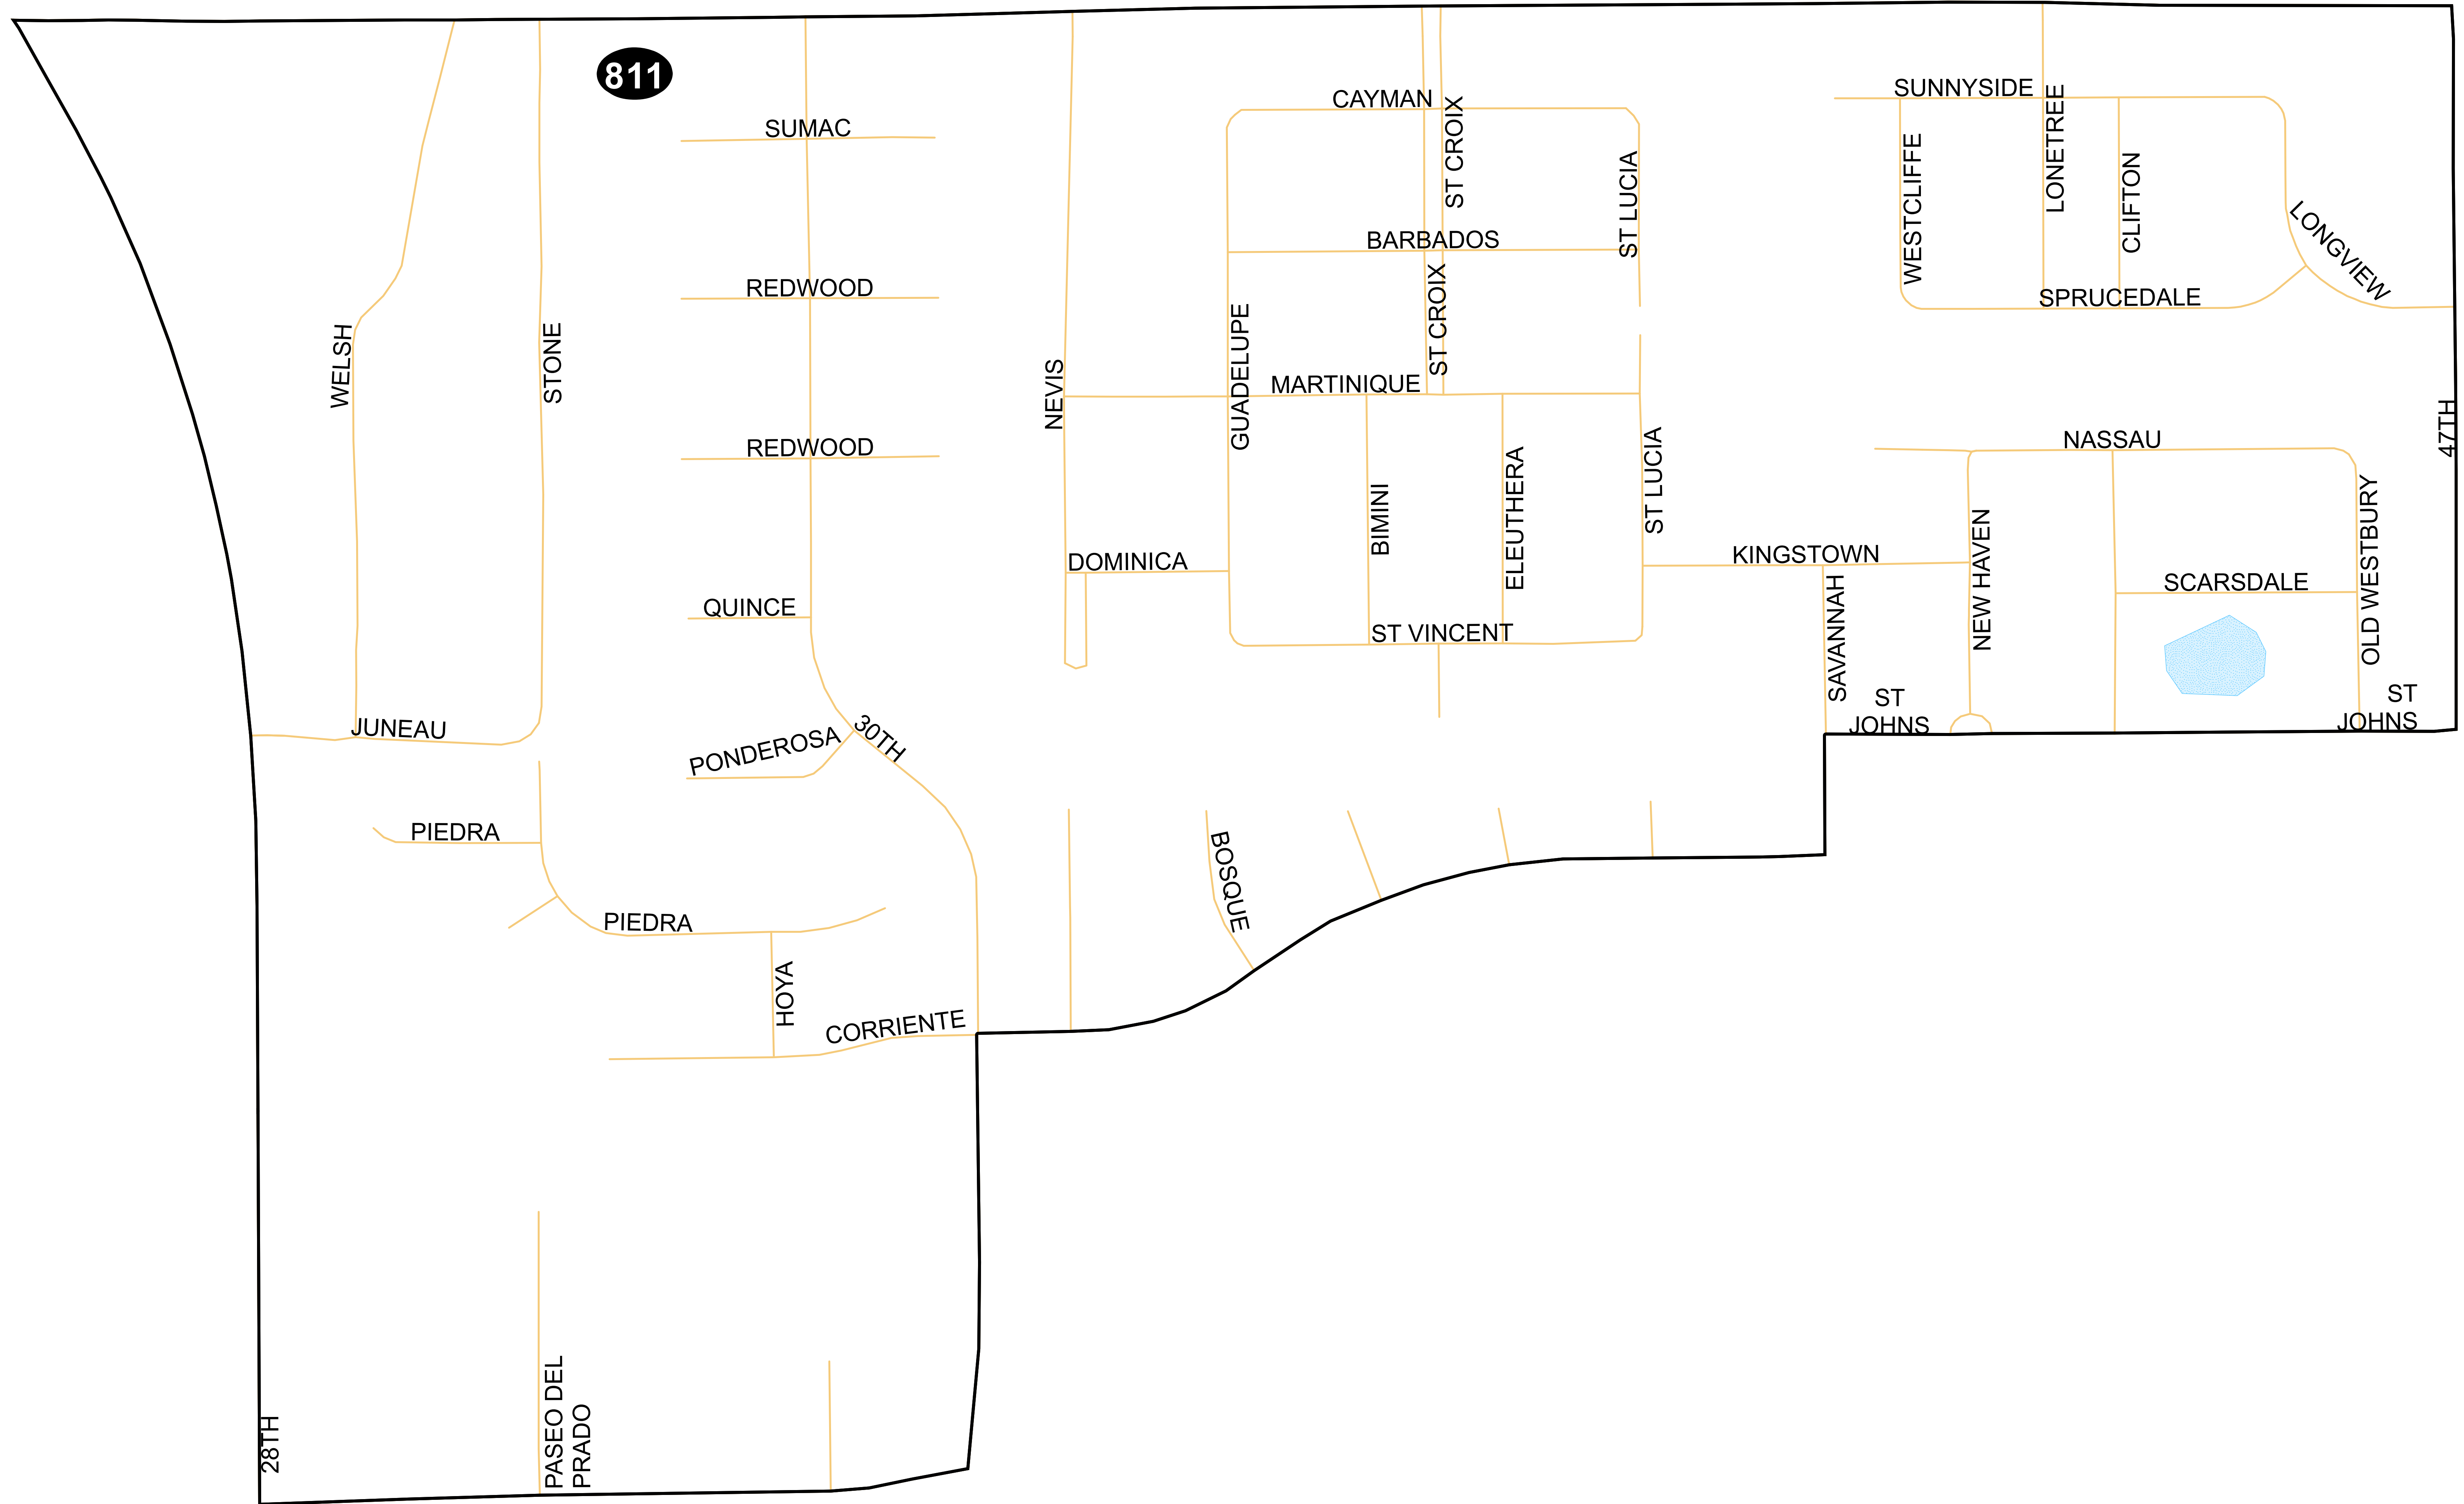 811
SUNNYSIDE
CAYMAN
SUMAC
ST CROIX
LONETREE
WESTCLIFFE
CLIFTON
ST LUCIA
BARBADOS
LONGVIEW
REDWOOD
SPRUCEDALE
ST CROIX
GUADELUPE
WELSH
STONE
NEVIS
MARTINIQUE
47TH
REDWOOD
NASSAU
ST LUCIA
ELEUTHERA
BIMINI
DOMINICA
KINGSTOWN
NEW HAVEN
OLD WESTBURY
SCARSDALE
QUINCE
ST VINCENT
SAVANNAH
ST
JOHNS
ST
JOHNS
JUNEAU
PONDEROSA
30TH
PIEDRA
BOSQUE
PIEDRA
HOYA
CORRIENTE
28TH
PASEO DEL
PRADO